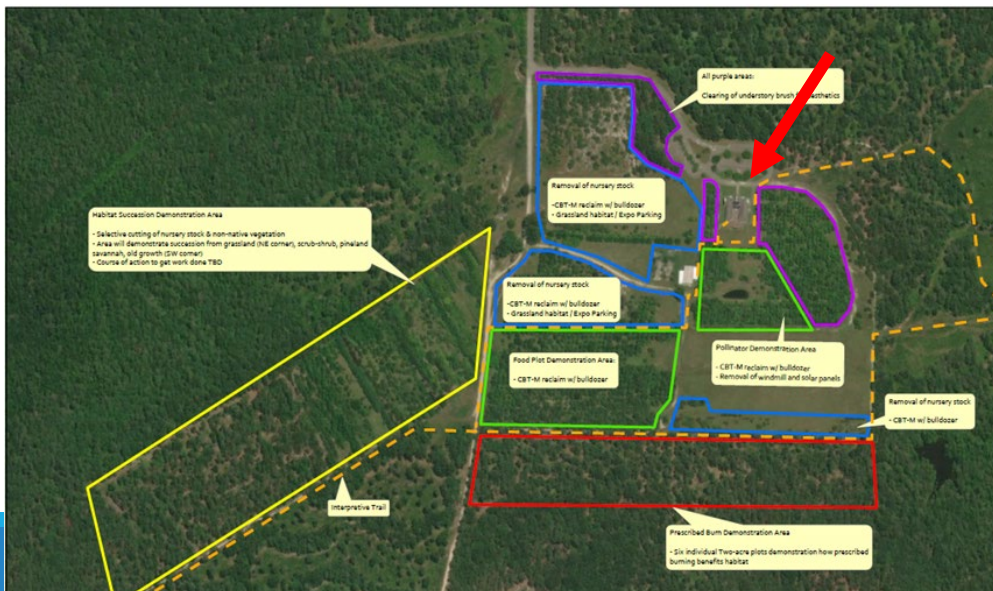 All purple areas:
Clearing of understory brush esthetics
Habitat Succession Demonstration Area
- Selective cutting of nursery stock & non-native vegetation
- Area will demonstrate succession from grassland (NE corner), scrub-shrub, pineland
savannah, old growth (SW corner)
- Course of action to get work done TBD
Removal of nursery stock
-CBT-M reclaim w/ bulldozer
- Grassland habitat / Expo Parking
Removal of nursery stock
-CBT-M reclaim w/ bulldozer
- Grassland habitat / Expo Parking
Food Plot Demonstration Area:
- CBT-M reclaim w/ bulldozer
Pollinator Demonstration Area
- CBT-M reclaim w/ bulldozer
- Removal of windmill and solar panels
Removal of nursery stock
- CBT-M w/ bulldozer
Interpretive Trail
Prescribed Burn Demonstration Area
- Six individual Two-acre plots demonstration how prescribed
burning benefits habitat